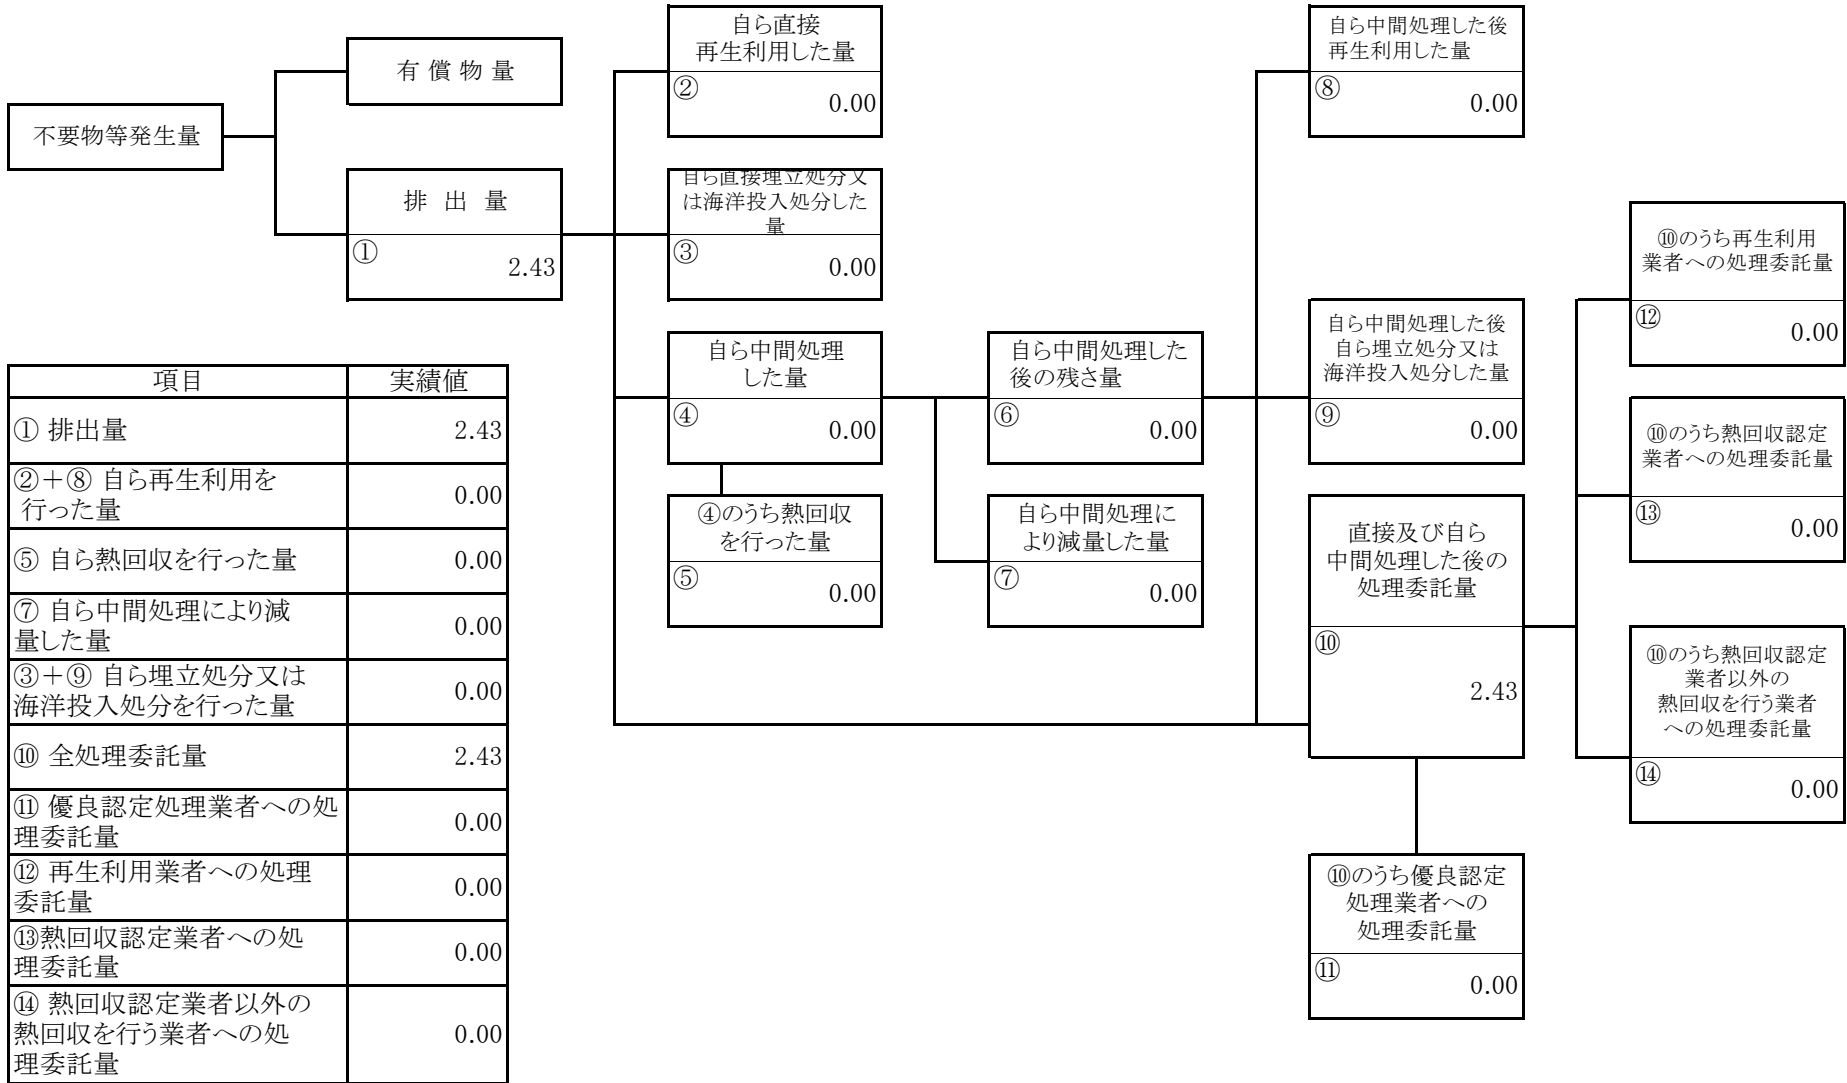 不要物等発生量
有 償 物 量
排 出 量
①
2.43
自ら直接
再生利用した量
②
0.00
自ら直接埋立処分又
は海洋投入処分した
量
③
0.00
自ら中間処理
した量
④
0.00
④のうち熱回収
を行った量
⑤
0.00
自ら中間処理した
後の残さ量
⑥
0.00
自ら中間処理に
より減量した量
⑦
0.00
自ら中間処理した後
再生利用した量
⑧
0.00
自ら中間処理した後
自ら埋立処分又は
海洋投入処分した量
⑨
0.00
直接及び自ら
中間処理した後の
処理委託量
⑩
2.43
⑩のうち優良認定
処理業者への
処理委託量
⑪
0.00
⑩のうち再生利用
業者への処理委託量
⑫
0.00
⑩のうち熱回収認定
業者への処理委託量
⑬
0.00
⑩のうち熱回収認定
業者以外の
熱回収を行う業者
への処理委託量
⑭
0.00
項目 実績値
① 排出量 2.43
②＋⑧ 自ら再生利用を
行った量 0.00
⑤ 自ら熱回収を行った量 0.00
⑦ 自ら中間処理により減
量した量 0.00
③＋⑨ 自ら埋立処分又は
海洋投入処分を行った量 0.00
⑩ 全処理委託量 2.43
⑪ 優良認定処理業者への処
理委託量 0.00
⑫ 再生利用業者への処理
委託量 0.00
⑬熱回収認定業者への処
理委託量 0.00
⑭ 熱回収認定業者以外の
熱回収を行う業者への処
理委託量 0.00